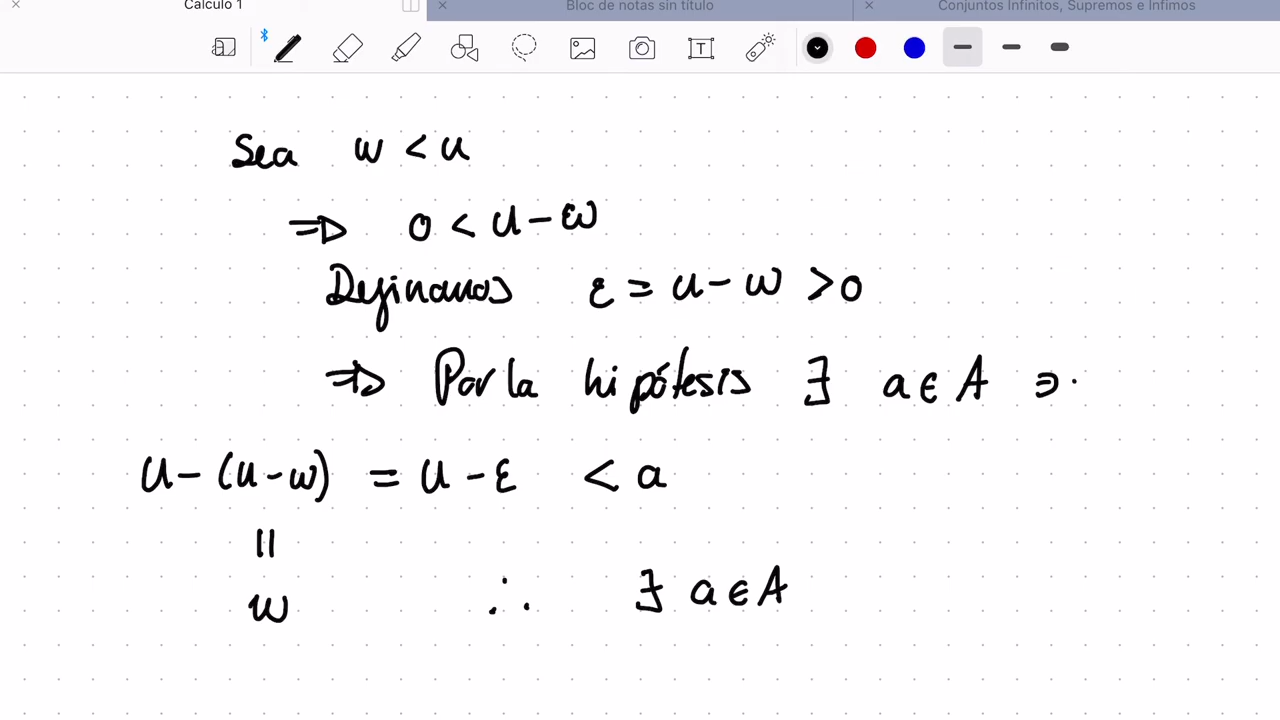 Calculo 1
Bloc de notas sin título
Conjuntos Infinitos, Supremos e Infimos
Sea w < u
⇒ 0 < u - w
Definamos ε = u - w > 0
⇒ Por la hipótesis ∃ a ∈ A ∋·
u - (u - w) = u - ε < a
||
w ∴ ∃ a ∈ A